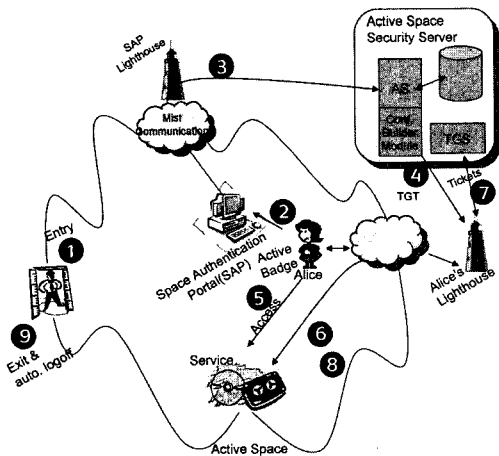 SAP
Lighthouse
3
Active Space
Security Server
AS
Mist
Communication
Module
TGS
4
TGT
Tickets
7
Entry
1
2
Active
Badge
Alice
Space Authentication
Portal(SAP)
Alice's
Lighthouse
5
Access
6
8
9
Exit &
auto. logoff
Service
Active Space